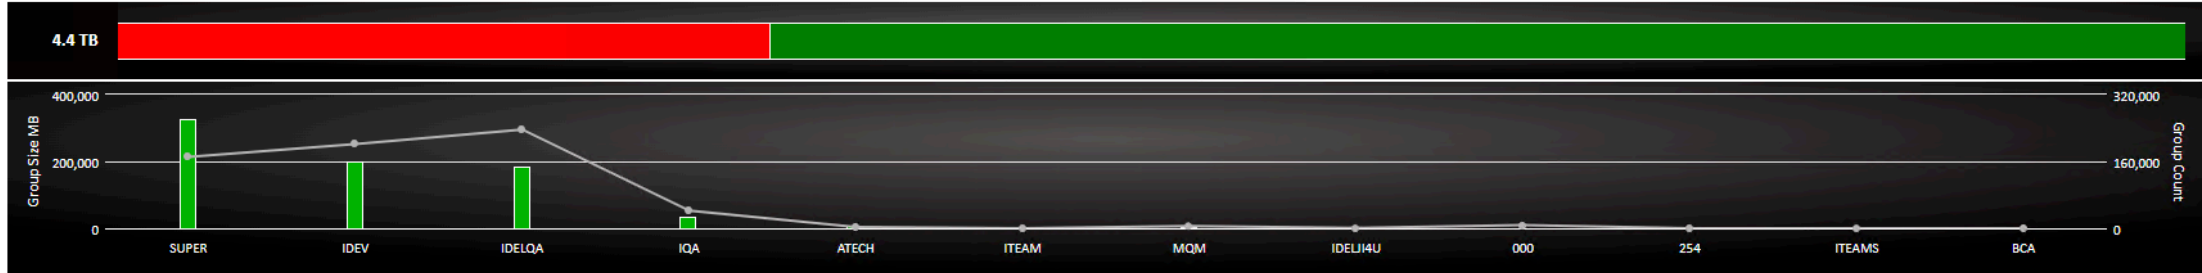 4.4 TB
400,000
320,000
Group Size MB
200,000
160,000
Group Count
0
0
SUPER IDEV IDELQA IQA ATECH ITEAM MQM IDELJI4U 000 254 ITEAMS BCA